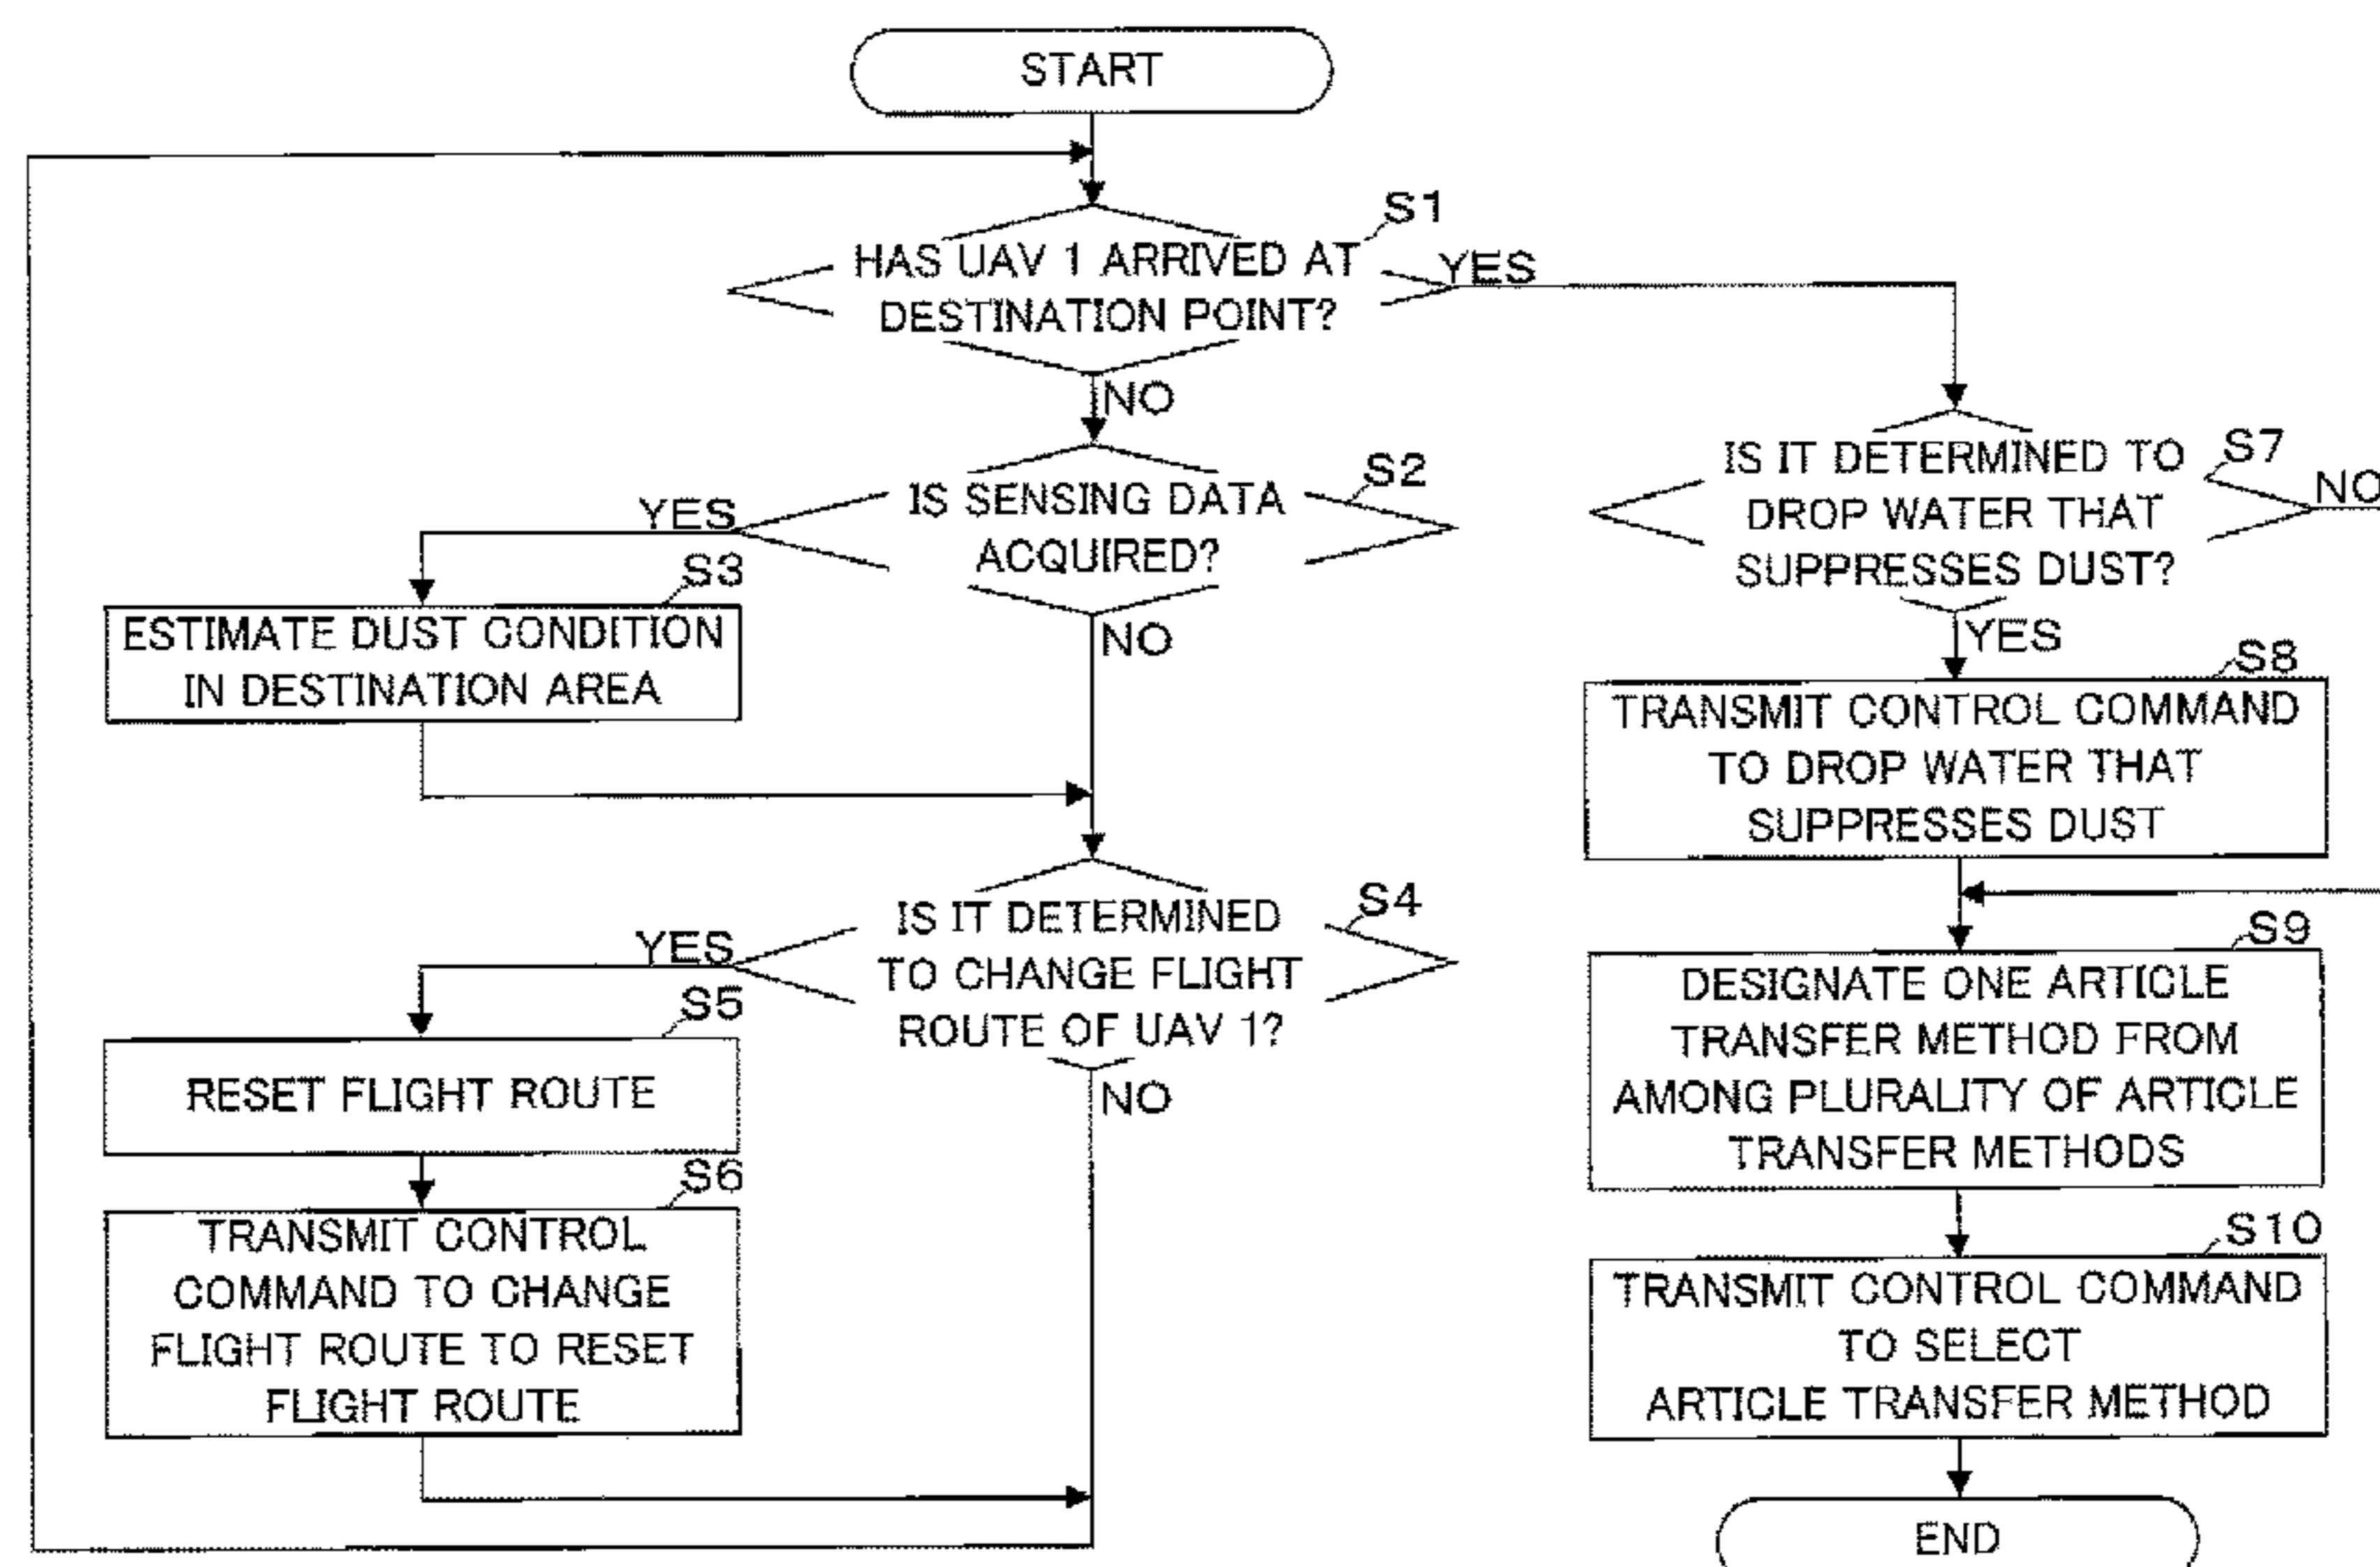 START
S1
HAS UAV 1 ARRIVED AT
DESTINATION POINT?
YES
NO
S2
IS SENSING DATA
ACQUIRED?
YES
NO
S3
ESTIMATE DUST CONDITION
IN DESTINATION AREA
S4
IS IT DETERMINED
TO CHANGE FLIGHT
ROUTE OF UAV 1?
YES
NO
S5
RESET FLIGHT ROUTE
S6
TRANSMIT CONTROL
COMMAND TO CHANGE
FLIGHT ROUTE TO RESET
FLIGHT ROUTE
S7
IS IT DETERMINED TO
DROP WATER THAT
SUPPRESSES DUST?
NO
YES
S8
TRANSMIT CONTROL COMMAND
TO DROP WATER THAT
SUPPRESSES DUST
S9
DESIGNATE ONE ARTICLE
TRANSFER METHOD FROM
AMONG PLURALITY OF ARTICLE
TRANSFER METHODS
S10
TRANSMIT CONTROL COMMAND
TO SELECT
ARTICLE TRANSFER METHOD
END